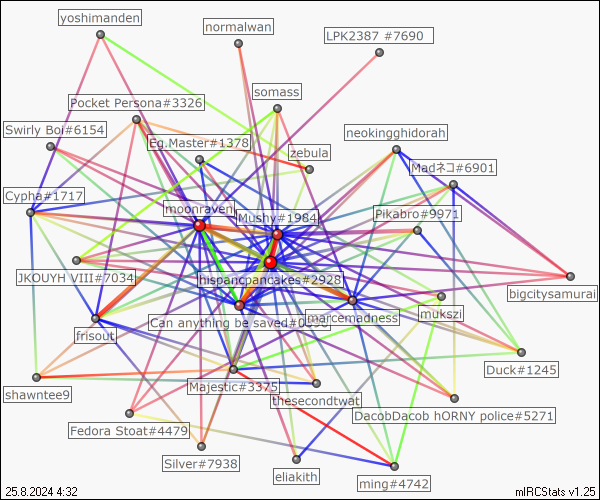 yoshimanden
normalwan
LPK2387 #7690
somass
Pocket Persona#3326
Swirly Boi#6154
Eg.Master#1378
neokingghidorah
zebula
Madネコ#6901
Cypha#1717
moonraven
Mushy#1984
Pikabro#9971
JKOUYH VIII#7034
hispancpancakes#2928
bigcitysamurai
mukszi
maricemadness
Can anything be saved#0898
frisout
Duck#1245
shawntee9
Majestic#3375
thesecondtwat
DacobDacob hORNY police#5271
Fedora Stoat#4479
Silver#7938
eliakith
ming#4742
25.8.2024 4:32
mIRCStats v1.25